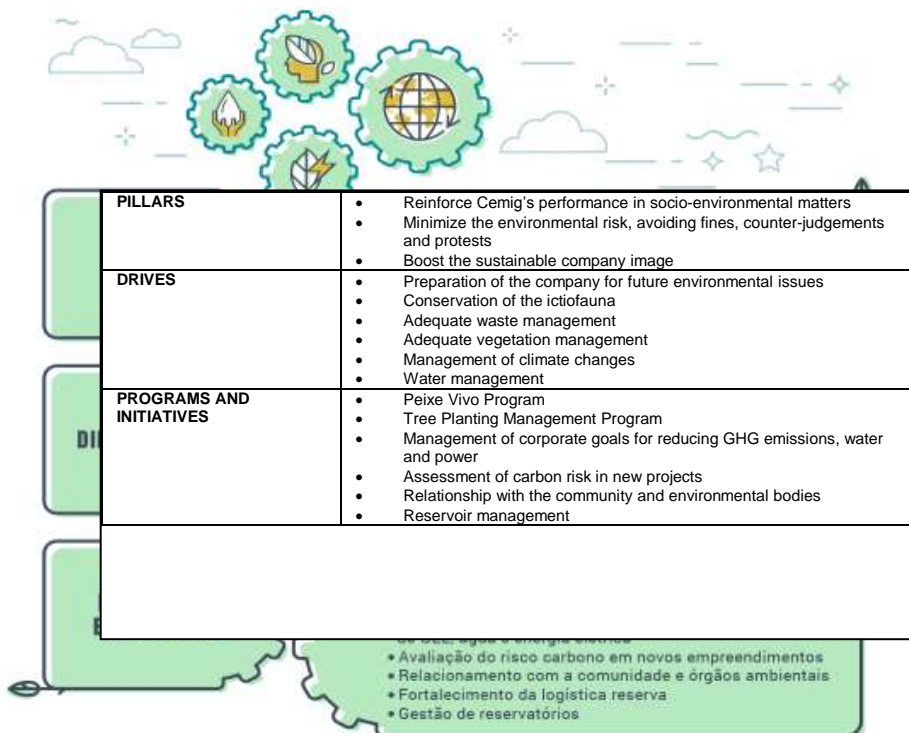 PILLARS
• Reinforce Cemig's performance in socio-environmental matters
• Minimize the environmental risk, avoiding fines, counter-judgements
and protests
• Boost the sustainable company image
DRIVES
• Preparation of the company for future environmental issues
• Conservation of the ictiofauna
• Adequate waste management
• Adequate vegetation management
• Management of climate changes
• Water management
PROGRAMS AND
INITIATIVES
• Peixe Vivo Program
• Tree Planting Management Program
• Management of corporate goals for reducing GHG emissions, water
and power
• Assessment of carbon risk in new projects
• Relationship with the community and environmental bodies
• Reservoir management
• Avaliação do risco carbono em novos empreendimentos
• Relacionamento com a comunidade e órgãos ambientais
• Fortalecimento da logística reserva
• Gestão de reservatórios